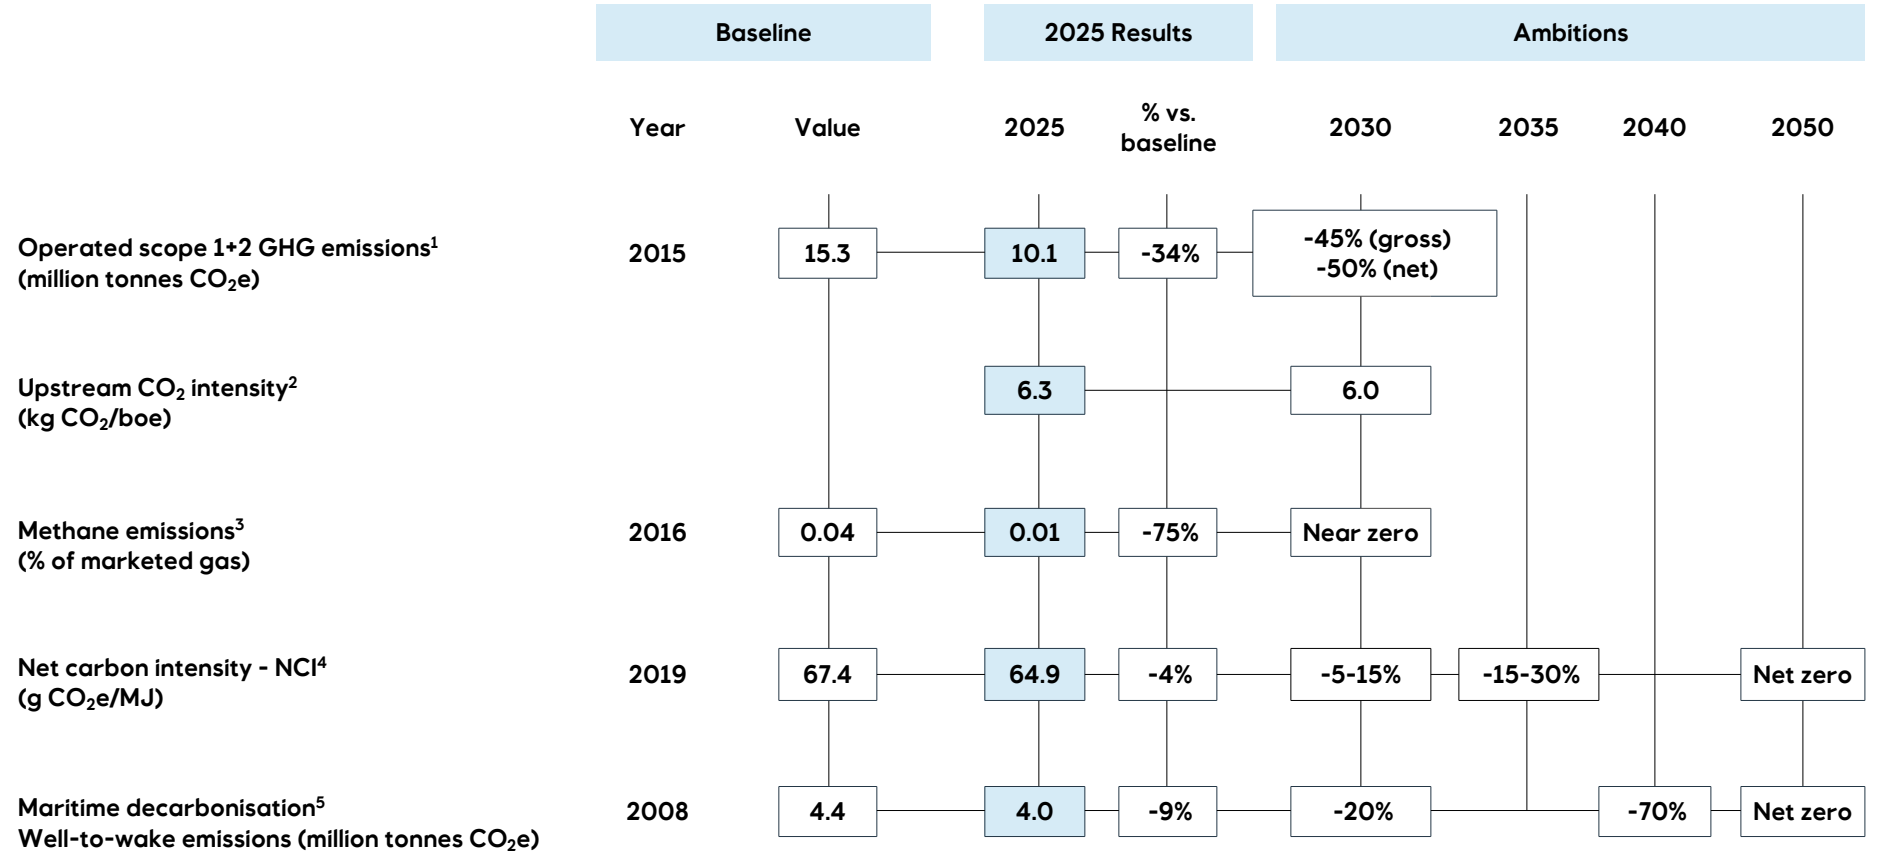 Baseline 2025 Results Ambitions
Year Value 2025 % vs. baseline 2030 2035 2040 2050
Operated scope 1+2 GHG emissions¹
(million tonnes CO₂e)
2015 15.3 10.1 -34% -45% (gross)
-50% (net)
Upstream CO₂ intensity²
(kg CO₂/boe)
6.3 6.0
Methane emissions³
(% of marketed gas)
2016 0.04 0.01 -75% Near zero
Net carbon intensity - NCI⁴
(g CO₂e/MJ)
2019 67.4 64.9 -4% -5-15% -15-30% Net zero
Maritime decarbonisation⁵
Well-to-wake emissions (million tonnes CO₂e)
2008 4.4 4.0 -9% -20% -70% Net zero